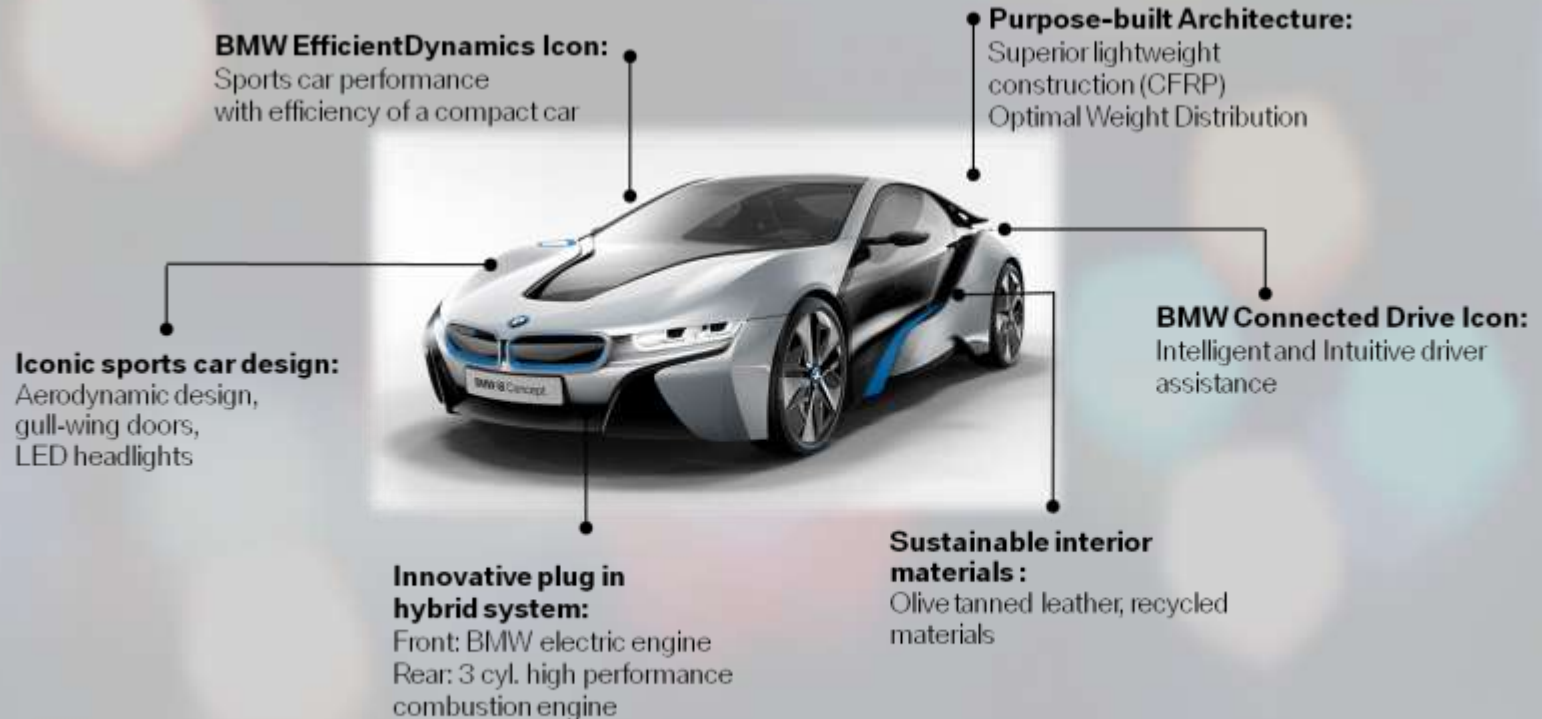 BMW EfficientDynamics Icon:
Sports car performance
with efficiency of a compact car
Purpose-built Architecture:
Superior lightweight
construction (CFRP)
Optimal Weight Distribution
Iconic sports car design:
Aerodynamic design,
gull-wing doors,
LED headlights
BMW i8 Concept
BMW Connected Drive Icon:
Intelligent and Intuitive driver
assistance
Innovative plug in
hybrid system:
Front: BMW electric engine
Rear: 3 cyl. high performance
combustion engine
Sustainable interior
materials :
Olive tanned leather, recycled
materials